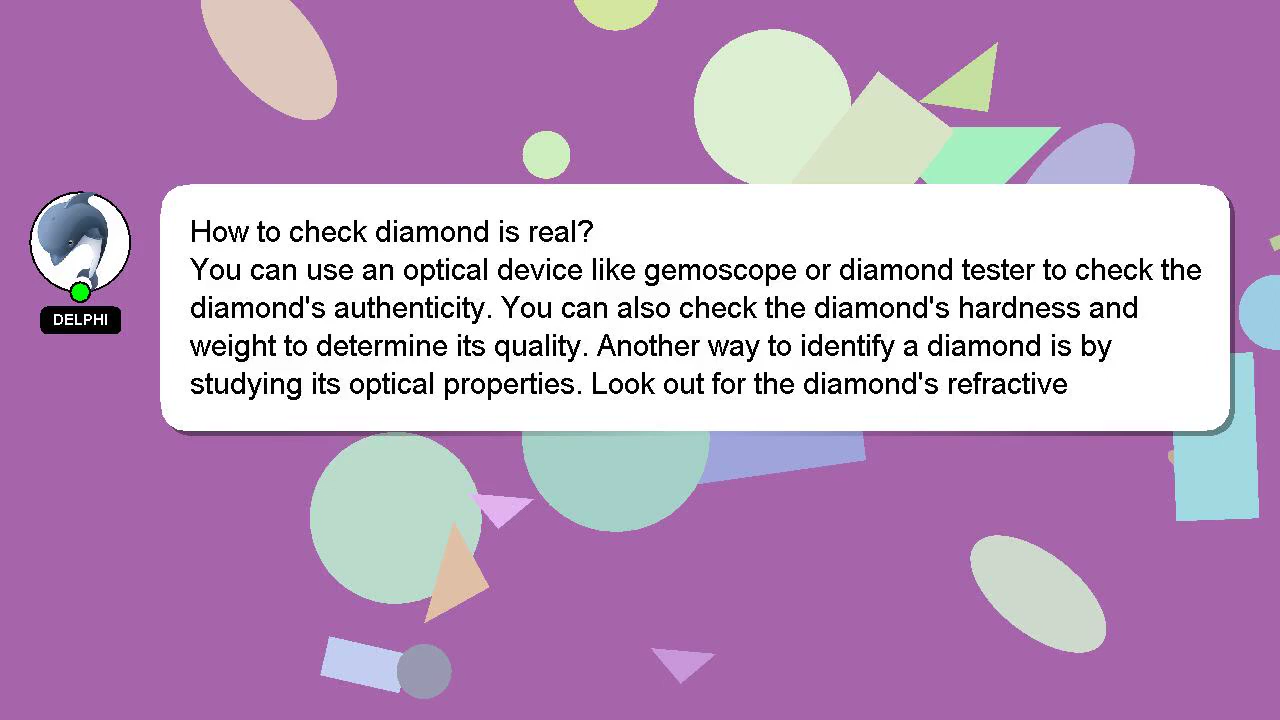 How to check diamond is real?
You can use an optical device like gemoscope or diamond tester to check the
diamond's authenticity. You can also check the diamond's hardness and
weight to determine its quality. Another way to identify a diamond is by
studying its optical properties. Look out for the diamond's refractive
DELPHI